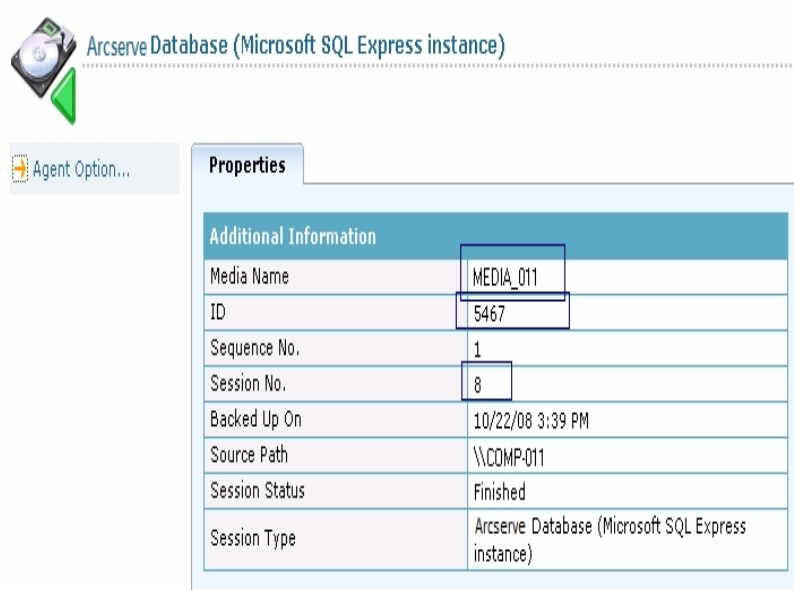 Arcserve Database (Microsoft SQL Express instance)
Agent Option...
Properties
Additional Information
Media Name MEDIA_011
ID 5467
Sequence No. 1
Session No. 8
Backed Up On 10/22/08 3:39 PM
Source Path \\COMP-011
Session Status Finished
Session Type Arcserve Database (Microsoft SQL Express
instance)